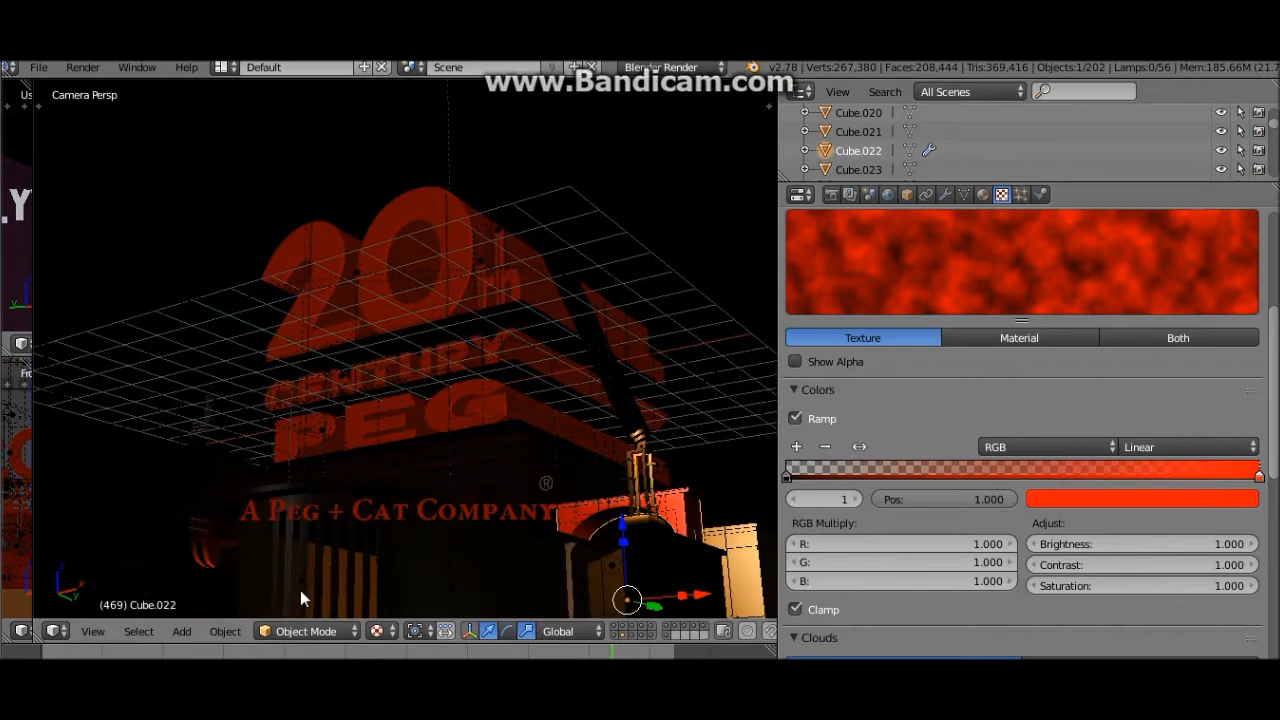 File Render Window Help Default Scene 9 Blender Render v2.78 | Verts:267,380 | Faces:208,444 | Tris:369,416 | Objects:1/202 | Lamps:0/56 | Mem:185.66M
www.Bandicam.com
Us Camera Persp View Search All Scenes
Cube.020
Cube.021
Cube.022
Cube.023
.Y
20th
CENTURY
PEG
®
A PEG + CAT COMPANY
Texture Material Both
Show Alpha
Colors
Ramp
RGB Linear
1 Pos: 1.000
RGB Multiply: Adjust:
R: 1.000 Brightness: 1.000
G: 1.000 Contrast: 1.000
B: 1.000 Saturation: 1.000
Clamp
Clouds
(469) Cube.022
View Select Add Object Object Mode Global